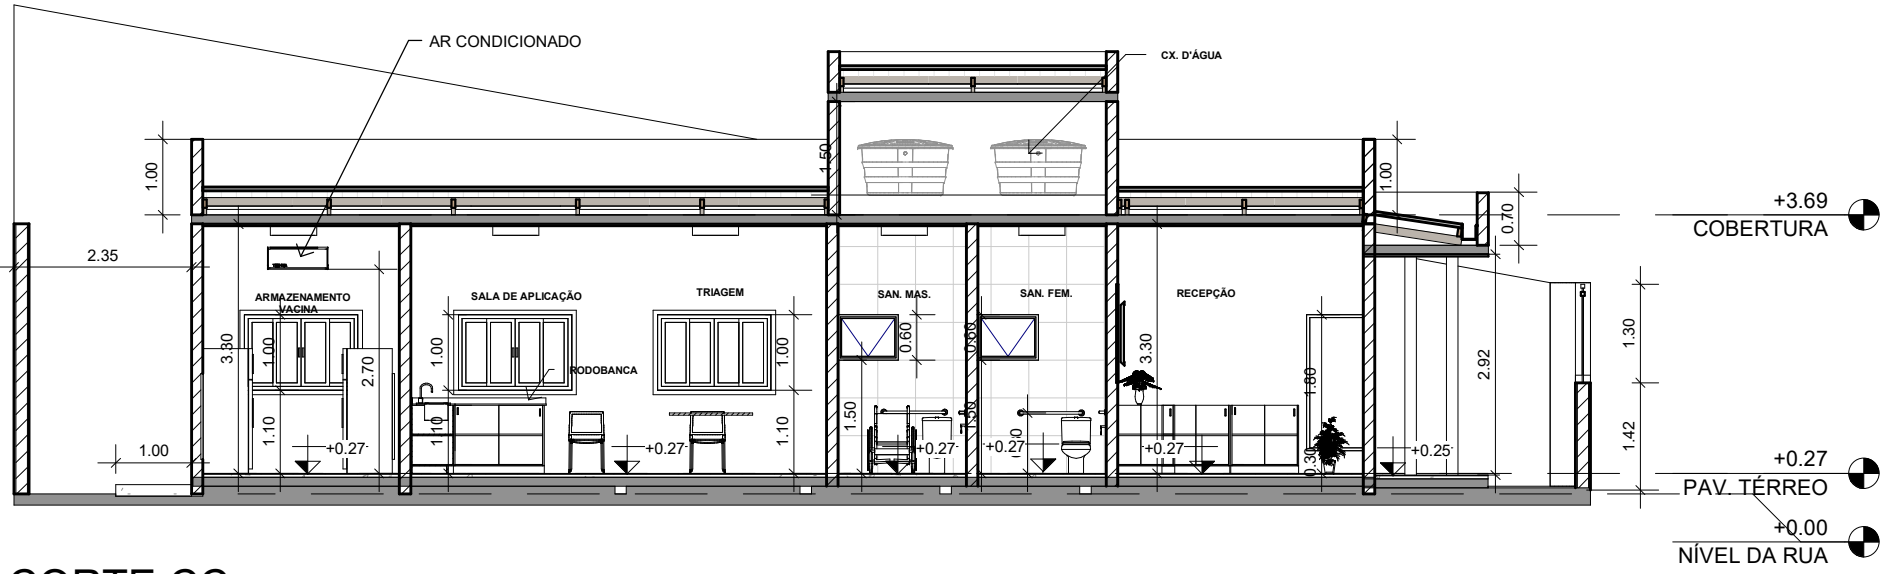 AR CONDICIONADO
CX. D'ÁGUA
1.00
1.50
1.00
0.70
+3.69
COBERTURA
2.35
ARMAZENAMENTO
VACINA
SALA DE APLICAÇÃO
TRIAGEM
SAN. MAS.
SAN. FEM.
RECEPÇÃO
3.30
1.00
2.70
1.00
RODOBANCA
1.00
0.60
0.60
3.30
1.80
2.92
1.30
1.10
1.10
1.10
1.50
1.50
0.30
1.42
1.00
+0.27
+0.27
+0.27
+0.27
+0.27
+0.25
+0.27
PAV. TÉRREO
+0.00
NÍVEL DA RUA